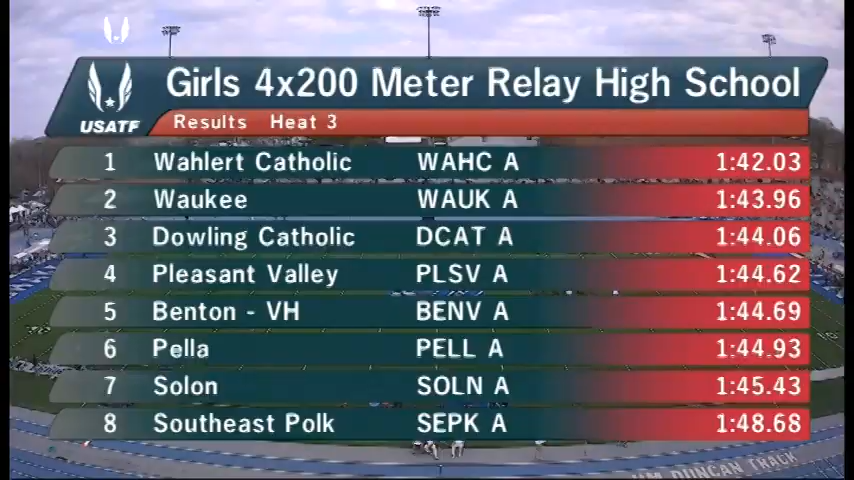 Girls 4x200 Meter Relay High School
USATF
Results Heat 3
1 Wahlert Catholic WAHC A 1:42.03
2 Waukee WAUK A 1:43.96
3 Dowling Catholic DCAT A 1:44.06
4 Pleasant Valley PLSV A 1:44.62
5 Benton - VH BENV A 1:44.69
6 Pella PELL A 1:44.93
7 Solon SOLN A 1:45.43
8 Southeast Polk SEPK A 1:48.68
JIM DUNCAN TRACK